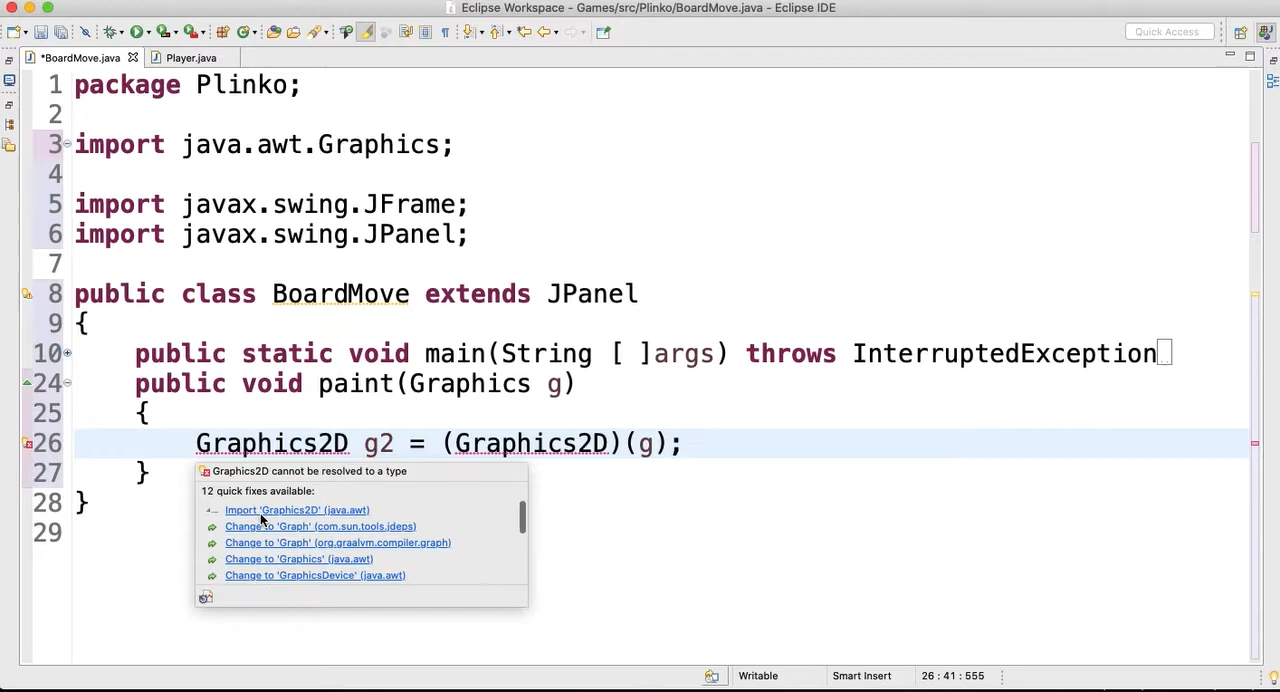 Eclipse Workspace - Games/src/Plinko/BoardMove.java - Eclipse IDE
Quick Access
*BoardMove.java Player.java
1 package Plinko;
2
3 import java.awt.Graphics;
4
5 import javax.swing.JFrame;
6 import javax.swing.JPanel;
7
8 public class BoardMove extends JPanel
9 {
10 public static void main(String [ ]args) throws InterruptedException
24 public void paint(Graphics g)
25 {
26 Graphics2D g2 = (Graphics2D)(g);
27 }
28 }
29
Graphics2D cannot be resolved to a type
12 quick fixes available:
Import 'Graphics2D' (java.awt)
Change to 'Graph' (com.sun.tools.jdeps)
Change to 'Graph' (org.graalvm.compiler.graph)
Change to 'Graphics' (java.awt)
Change to 'GraphicsDevice' (java.awt)
Writable Smart Insert 26 : 41 : 555